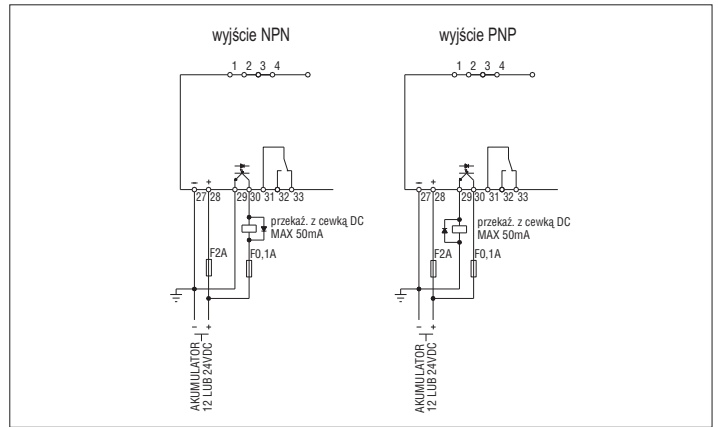 wyjście NPN
1 2 3 4
– +
27 28 29 30 31 32 33
przekaź. z cewką DC
MAX 50mA
F2A F0,1A
– +
AKUMULATOR
12 LUB 24VDC
wyjście PNP
1 2 3 4
– +
27 28 29 30 31 32 33
przekaź. z cewką DC
MAX 50mA
F2A F0,1A
– +
AKUMULATOR
12 LUB 24VDC